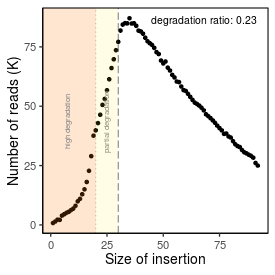 degradation ratio: 0.23
Number of reads (K)
75
50
25
0
high degradation
partial degradation
0
25
50
75
Size of insertion